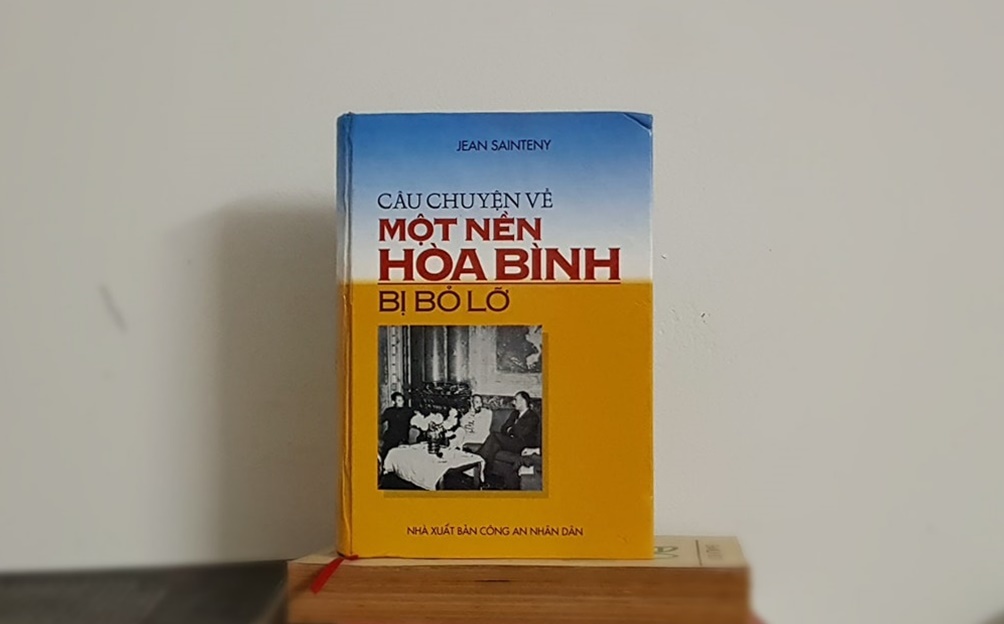 JEAN SAINTENY
CÂU CHUYỆN VỀ
MỘT NỀN
HÒA BÌNH
BỊ BỎ LỠ
NHÀ XUẤT BẢN CÔNG AN NHÂN DÂN